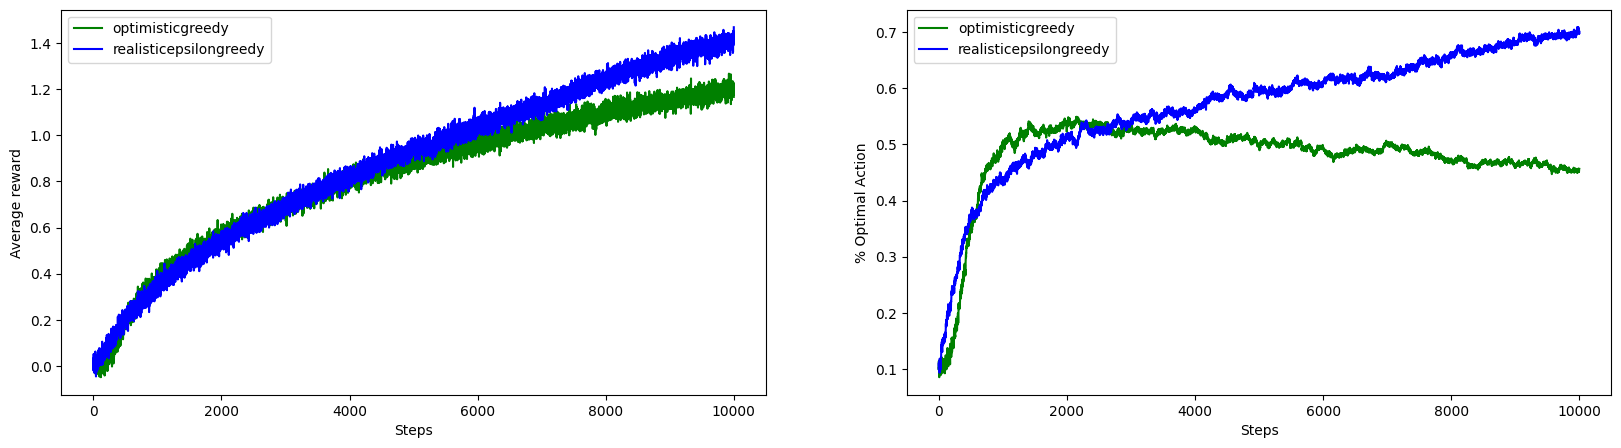 optimisticgreedy
realisticepsilongreedy
1.4
1.2
1.0
0.8
0.6
0.4
0.2
0.0
Average reward
0 2000 4000 6000 8000 10000
Steps
optimisticgreedy
realisticepsilongreedy
0.7
0.6
0.5
0.4
0.3
0.2
0.1
% Optimal Action
0 2000 4000 6000 8000 10000
Steps